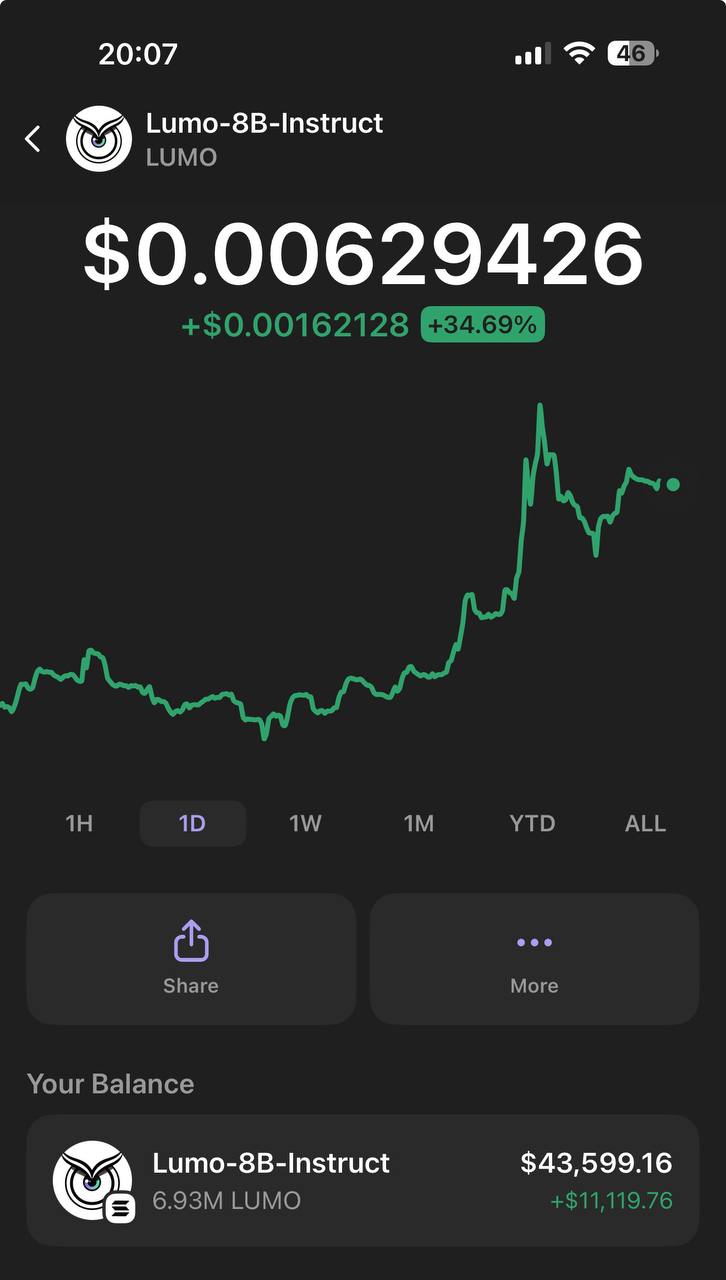 20:07
46
Lumo-8B-Instruct
LUMO
$0.00629426
+$0.00162128 +34.69%
1H 1D 1W 1M YTD ALL
Share More
Your Balance
Lumo-8B-Instruct $43,599.16
6.93M LUMO +$11,119.76